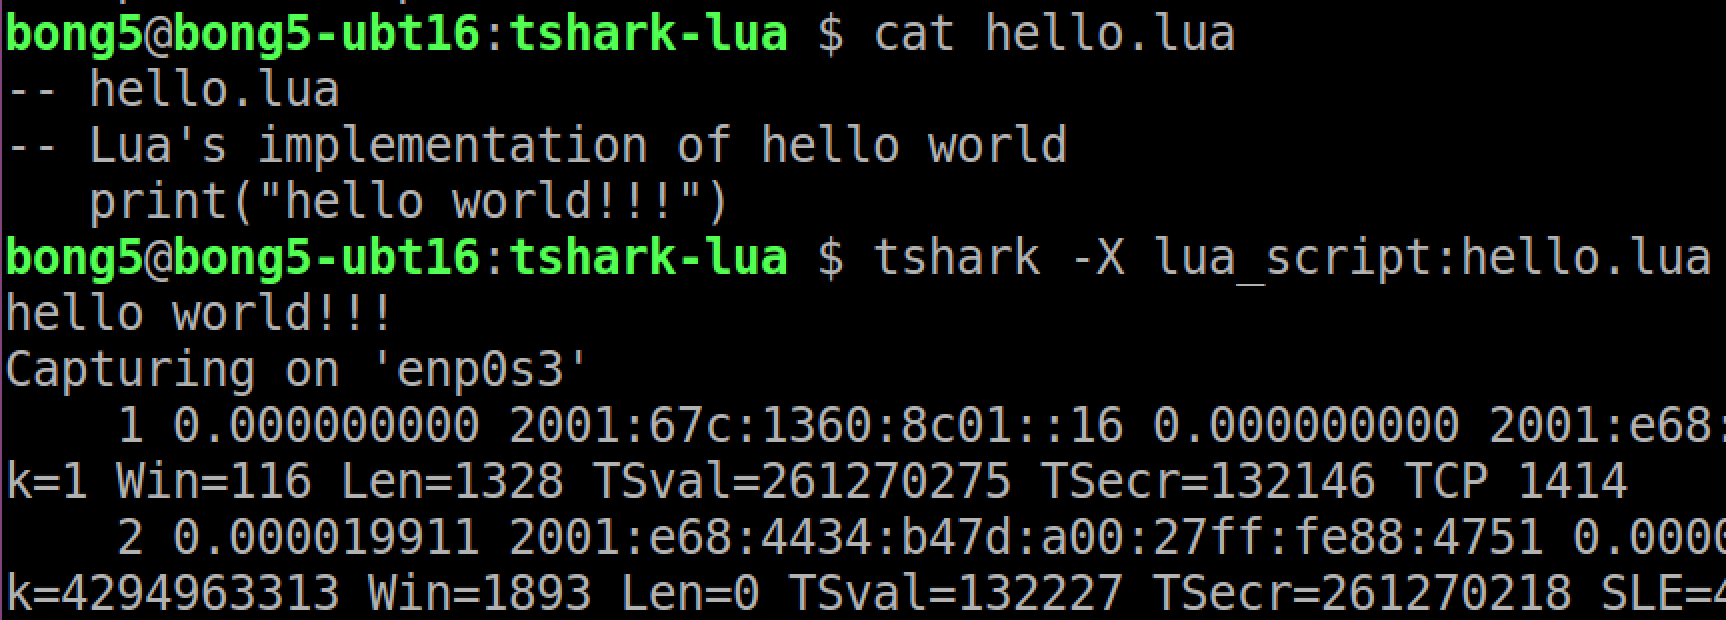 bong5@bong5-ubt16:tshark-lua $ cat hello.lua
-- hello.lua
-- Lua's implementation of hello world
   print("hello world!!!")
bong5@bong5-ubt16:tshark-lua $ tshark -X lua_script:hello.lua
hello world!!!
Capturing on 'enp0s3'
    1 0.000000000 2001:67c:1360:8c01::16 0.000000000 2001:e68:
k=1 Win=116 Len=1328 TSval=261270275 TSecr=132146 TCP 1414
    2 0.000019911 2001:e68:4434:b47d:a00:27ff:fe88:4751 0.0000
k=4294963313 Win=1893 Len=0 TSval=132227 TSecr=261270218 SLE=4